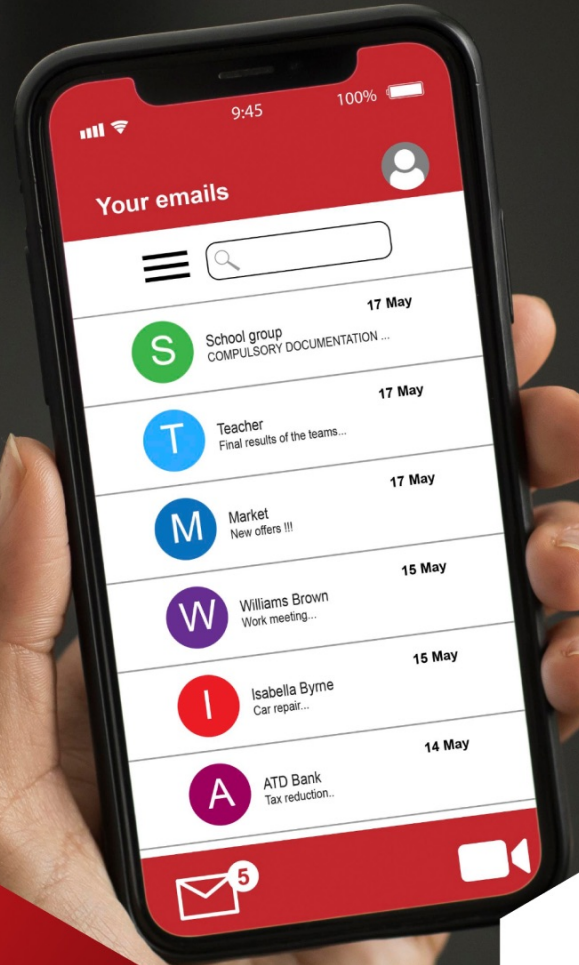 9:45
100%
Your emails
17 May
S
School group
COMPULSORY DOCUMENTATION ...
17 May
T
Teacher
Final results of the teams...
17 May
M
Market
New offers !!!
15 May
W
Williams Brown
Work meeting...
15 May
I
Isabella Byrne
Car repair...
14 May
A
ATD Bank
Tax reduction..
5